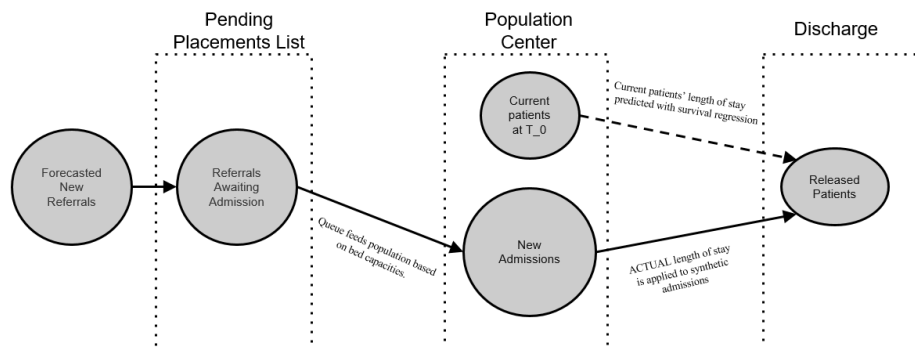 Pending
Placements List
Population
Center
Discharge
Forecasted
New
Referrals
Referrals
Awaiting
Admission
Queue feeds population based
on bed capacities.
Current
patients
at T_0
New
Admissions
Current patients' length of stay
predicted with survival regression
ACTUAL length of stay
is applied to synthetic
admissions
Released
Patients